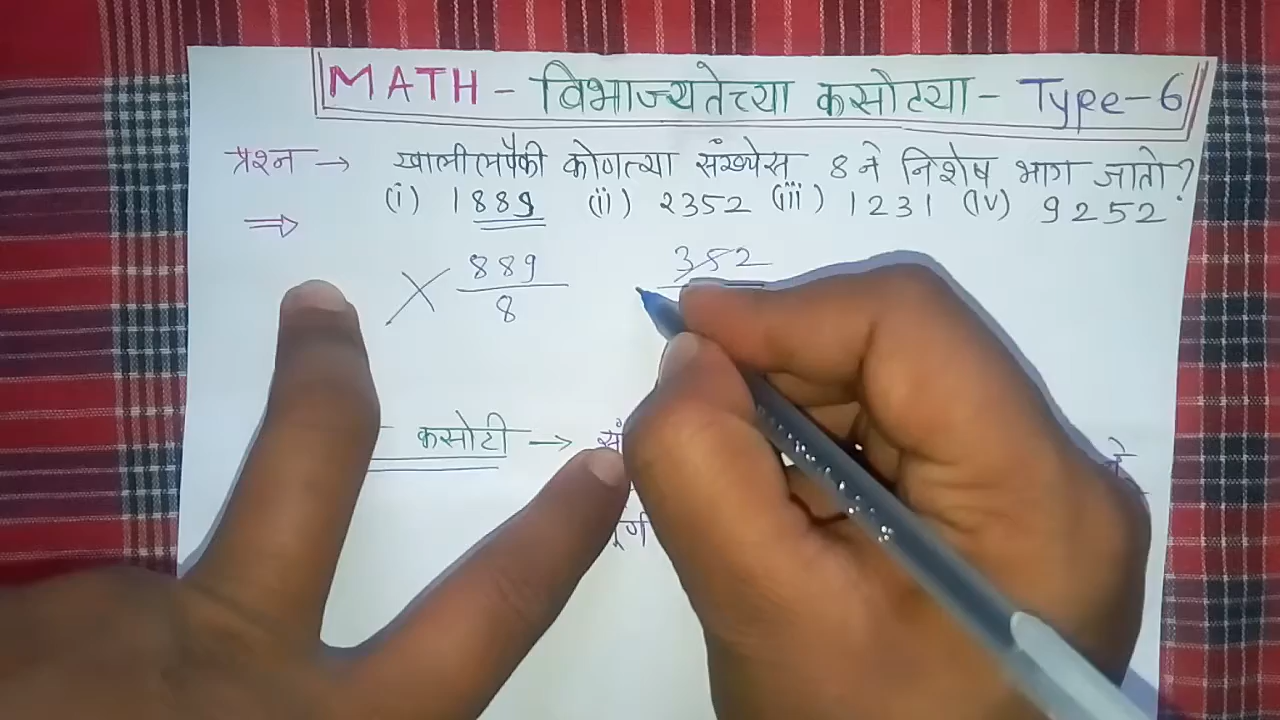 MATH - विभाज्यतेच्या कसोट्या - Type-6
प्रश्न → खालीलपैकी कोणत्या संख्येस 8 ने निशेष भाग जातो?
(i) 1889 (ii) 2352 (iii) 1231 (iv) 9252
⇒
889 352
8
कसोटी →